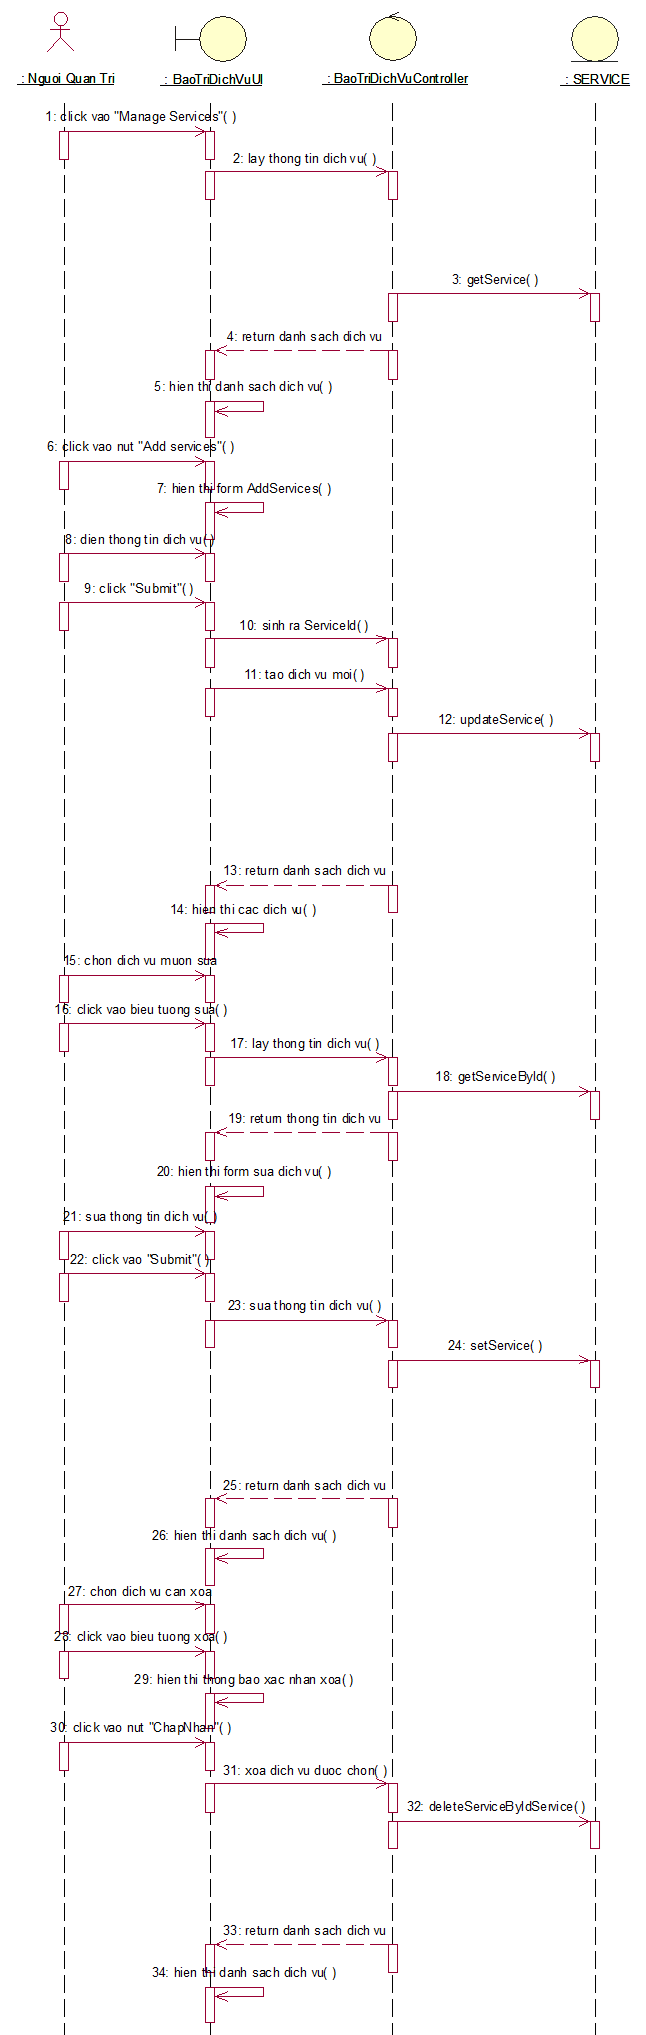 : Nguoi Quan Tri
: BaoTriDichVuUI
: BaoTriDichVuController
: SERVICE
1: click vao "Manage Services"( )
2: lay thong tin dich vu( )
3: getService( )
4: return danh sach dich vu
5: hien thi danh sach dich vu( )
6: click vao nut "Add services"( )
7: hien thi form AddServices( )
8: dien thong tin dich vu( )
9: click "Submit"( )
10: sinh ra ServiceId( )
11: tao dich vu moi( )
12: updateService( )
13: return danh sach dich vu
14: hien thi cac dich vu( )
15: chon dich vu muon sua
16: click vao bieu tuong sua( )
17: lay thong tin dich vu( )
18: getServiceById( )
19: return thong tin dich vu
20: hien thi form sua dich vu( )
21: sua thong tin dich vu( )
22: click vao "Submit"( )
23: sua thong tin dich vu( )
24: setService( )
25: return danh sach dich vu
26: hien thi danh sach dich vu( )
27: chon dich vu can xoa
28: click vao bieu tuong xoa( )
29: hien thi thong bao xac nhan xoa( )
30: click vao nut "ChapNhan"( )
31: xoa dich vu duoc chon( )
32: deleteServiceByIdService( )
33: return danh sach dich vu
34: hien thi danh sach dich vu( )